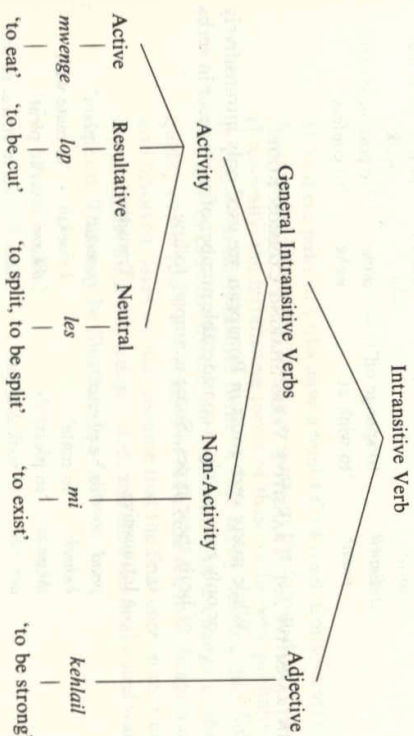 Intransitive Verb
General Intransitive Verbs Adjective
Activity Non-Activity
Active Resultative Neutral
mwenge lop les mi kehlail
'to eat' 'to be cut' 'to split, to be split' 'to exist' 'to be strong'